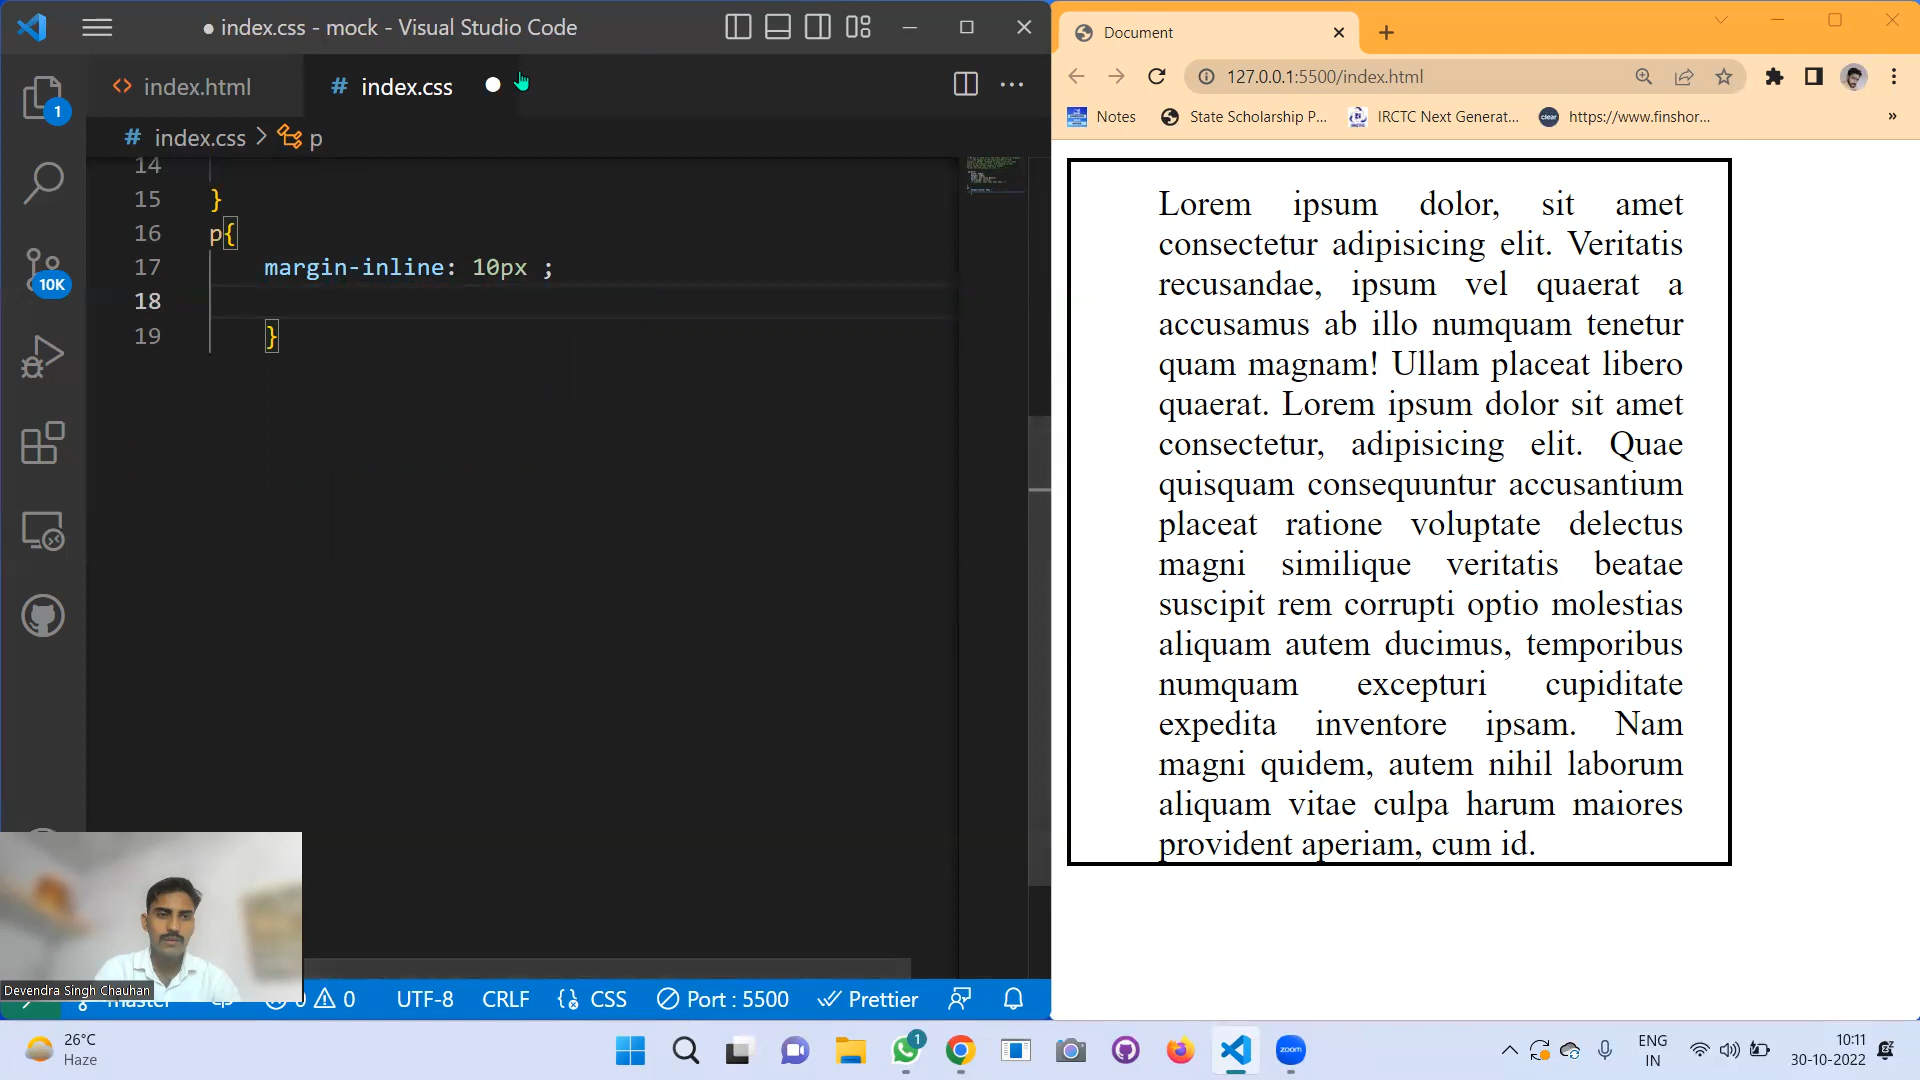 ● index.css - mock - Visual Studio Code
index.html
# index.css
# index.css > p
14
15 }
16 p{
17 margin-inline: 10px ;
18
19 }
1
10K
UTF-8 CRLF CSS Port : 5500 Prettier
0
Devendra Singh Chauhan
Document
127.0.0.1:5500/index.html
Notes State Scholarship P... IRCTC Next Generat... https://www.finshor... »
Lorem ipsum dolor, sit amet
consectetur adipisicing elit. Veritatis
recusandae, ipsum vel quaerat a
accusamus ab illo numquam tenetur
quam magnam! Ullam placeat libero
quaerat. Lorem ipsum dolor sit amet
consectetur, adipisicing elit. Quae
quisquam consequuntur accusantium
placeat ratione voluptate delectus
magni similique veritatis beatae
suscipit rem corrupti optio molestias
aliquam autem ducimus, temporibus
numquam excepturi cupiditate
expedita inventore ipsam. Nam
magni quidem, autem nihil laborum
aliquam vitae culpa harum maiores
provident aperiam, cum id.
26°C
Haze
1
zoom
ENG
IN
10:11
30-10-2022